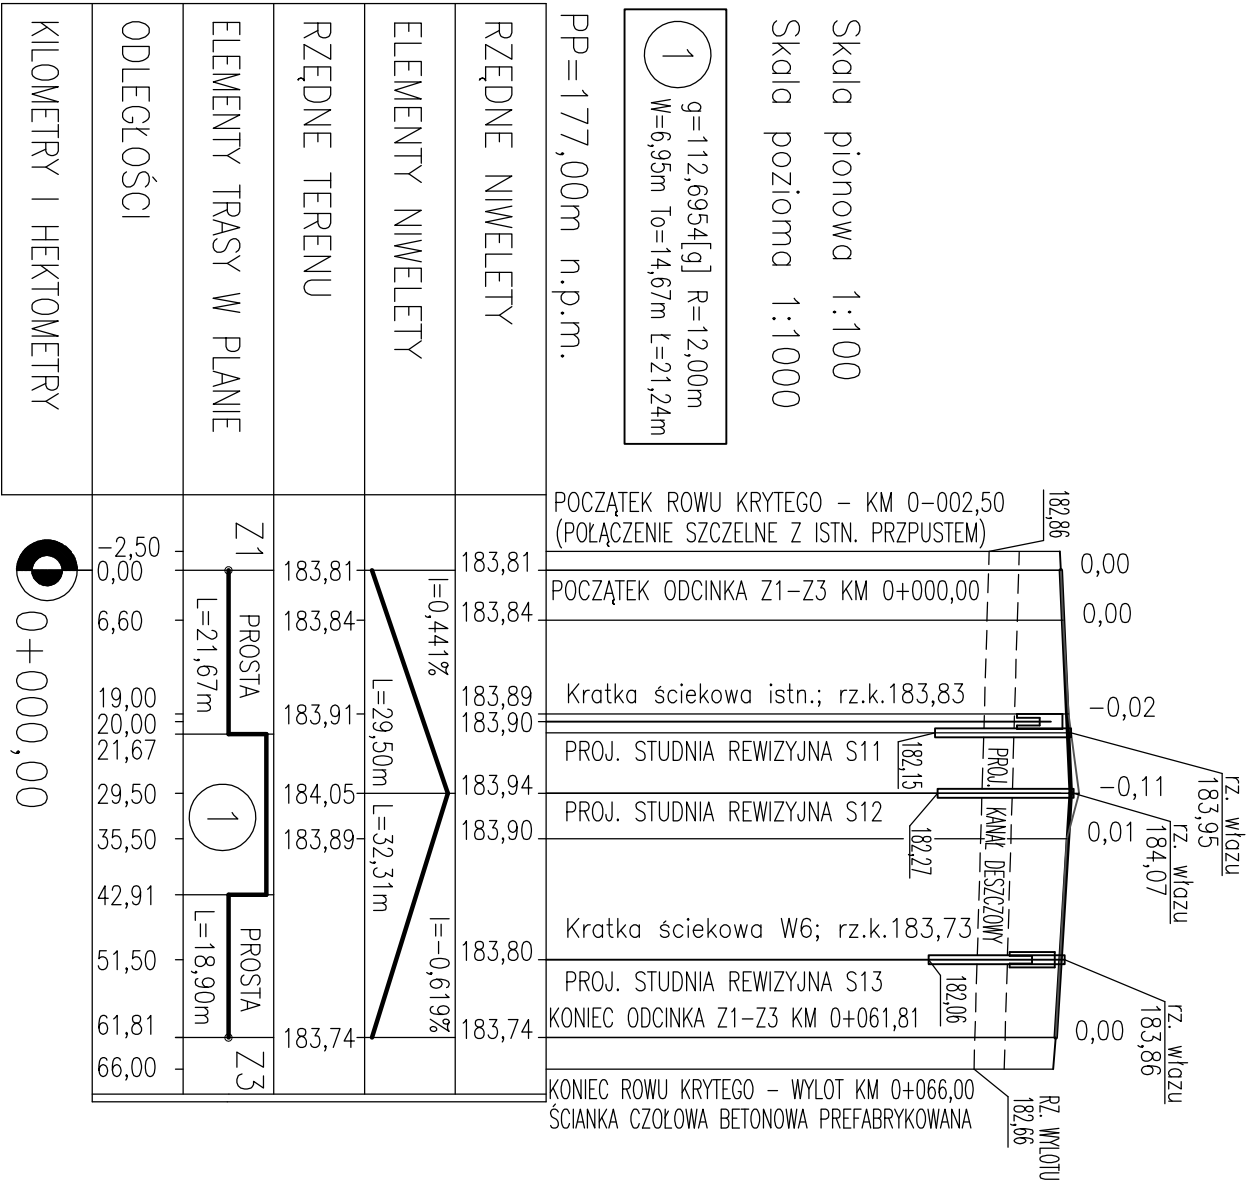 Skala pionowa 1:100
Skala pozioma 1:1000
1
g=112,6954[g] R=12,00m
W=6,95m To=14,67m Ł=21,24m
PP=177,00m n.p.m.
RZĘDNE NIWELETY
ELEMENTY NIWELETY
RZĘDNE TERENU
ELEMENTY TRASY W PLANIE
ODLEGŁOŚCI
KILOMETRY I HEKTOMETRY
POCZĄTEK ROWU KRYTEGO – KM 0-002,50
(POŁĄCZENIE SZCZELNE Z ISTN. PRZPUSTEM)
182,86
POCZĄTEK ODCINKA Z1-Z3 KM 0+000,00
Kratka ściekowa istn.; rz.k.183,83
PROJ. STUDNIA REWIZYJNA S11
182,15
PROJ. STUDNIA REWIZYJNA S12
182,27
PROJ. KANAŁ DESZCZOWY
Kratka ściekowa W6; rz.k.183,73
PROJ. STUDNIA REWIZYJNA S13
182,06
KONIEC ODCINKA Z1-Z3 KM 0+061,81
KONIEC ROWU KRYTEGO – WYLOT KM 0+066,00
ŚCIANKA CZOŁOWA BETONOWA PREFABRYKOWANA
RZ. WYLOTU
182,66
0,00
0,00
-0,02
-0,11
0,01
0,00
rz. włazu
183,95
rz. włazu
184,07
rz. włazu
183,86
183,81
183,84
183,89
183,90
183,94
183,90
183,80
183,74
I=0,441%
L=29,50m
L=32,31m
I=-0,619%
183,81
183,84
183,91
184,05
183,89
183,74
Z1
PROSTA
L=21,67m
1
PROSTA
L=18,90m
Z3
-2,50
0,00
6,60
19,00
20,00
21,67
29,50
35,50
42,91
51,50
61,81
66,00
0+000,00